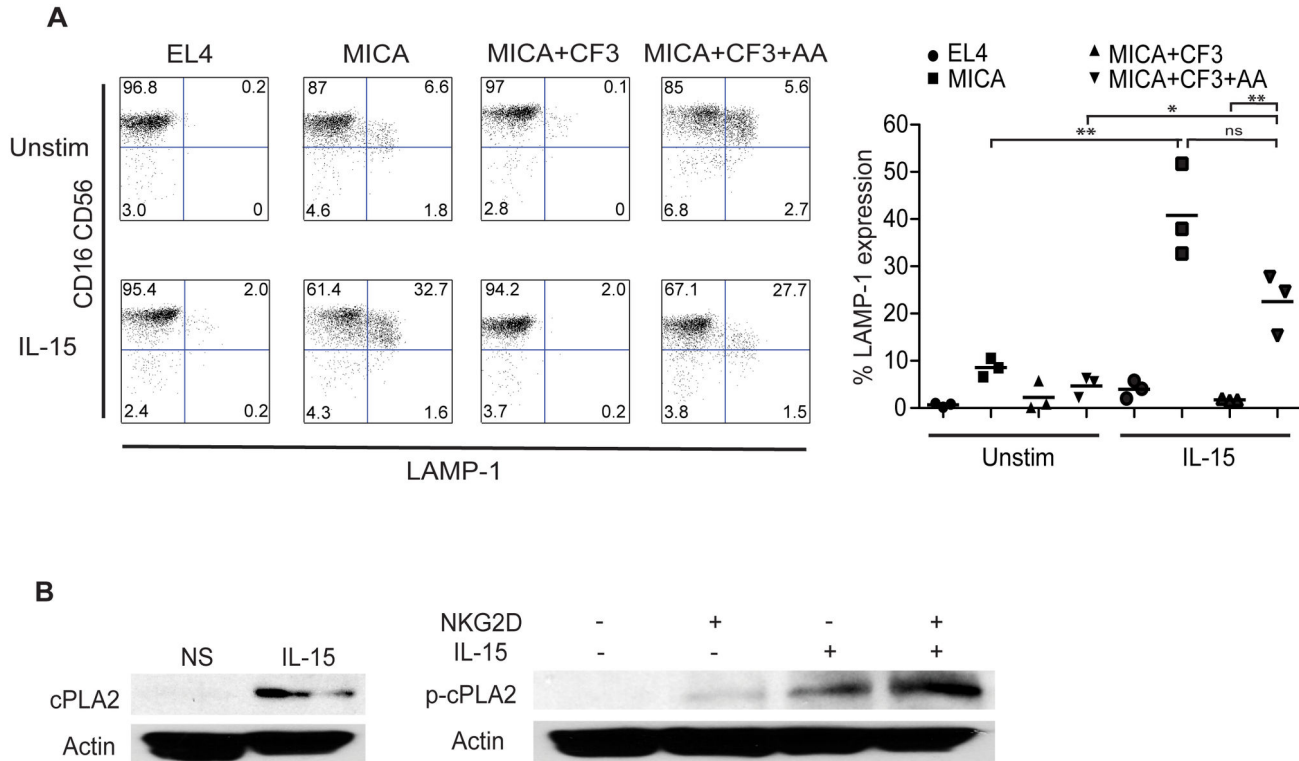 A
EL4 MICA MICA+CF3 MICA+CF3+AA
Unstim
96.8 0.2
3.0 0
87 6.6
4.6 1.8
97 0.1
2.8 0
85 5.6
6.8 2.7
CD16 CD56
IL-15
95.4 2.0
2.4 0.2
61.4 32.7
4.3 1.6
94.2 2.0
3.7 0.2
67.1 27.7
3.8 1.5
LAMP-1
EL4 MICA+CF3
MICA MICA+CF3+AA
**
*
** ns
% LAMP-1 expression
60
50
40
30
20
10
0
Unstim IL-15
B
NS IL-15
cPLA2
Actin
NKG2D - + - +
IL-15 - - + +
p-cPLA2
Actin